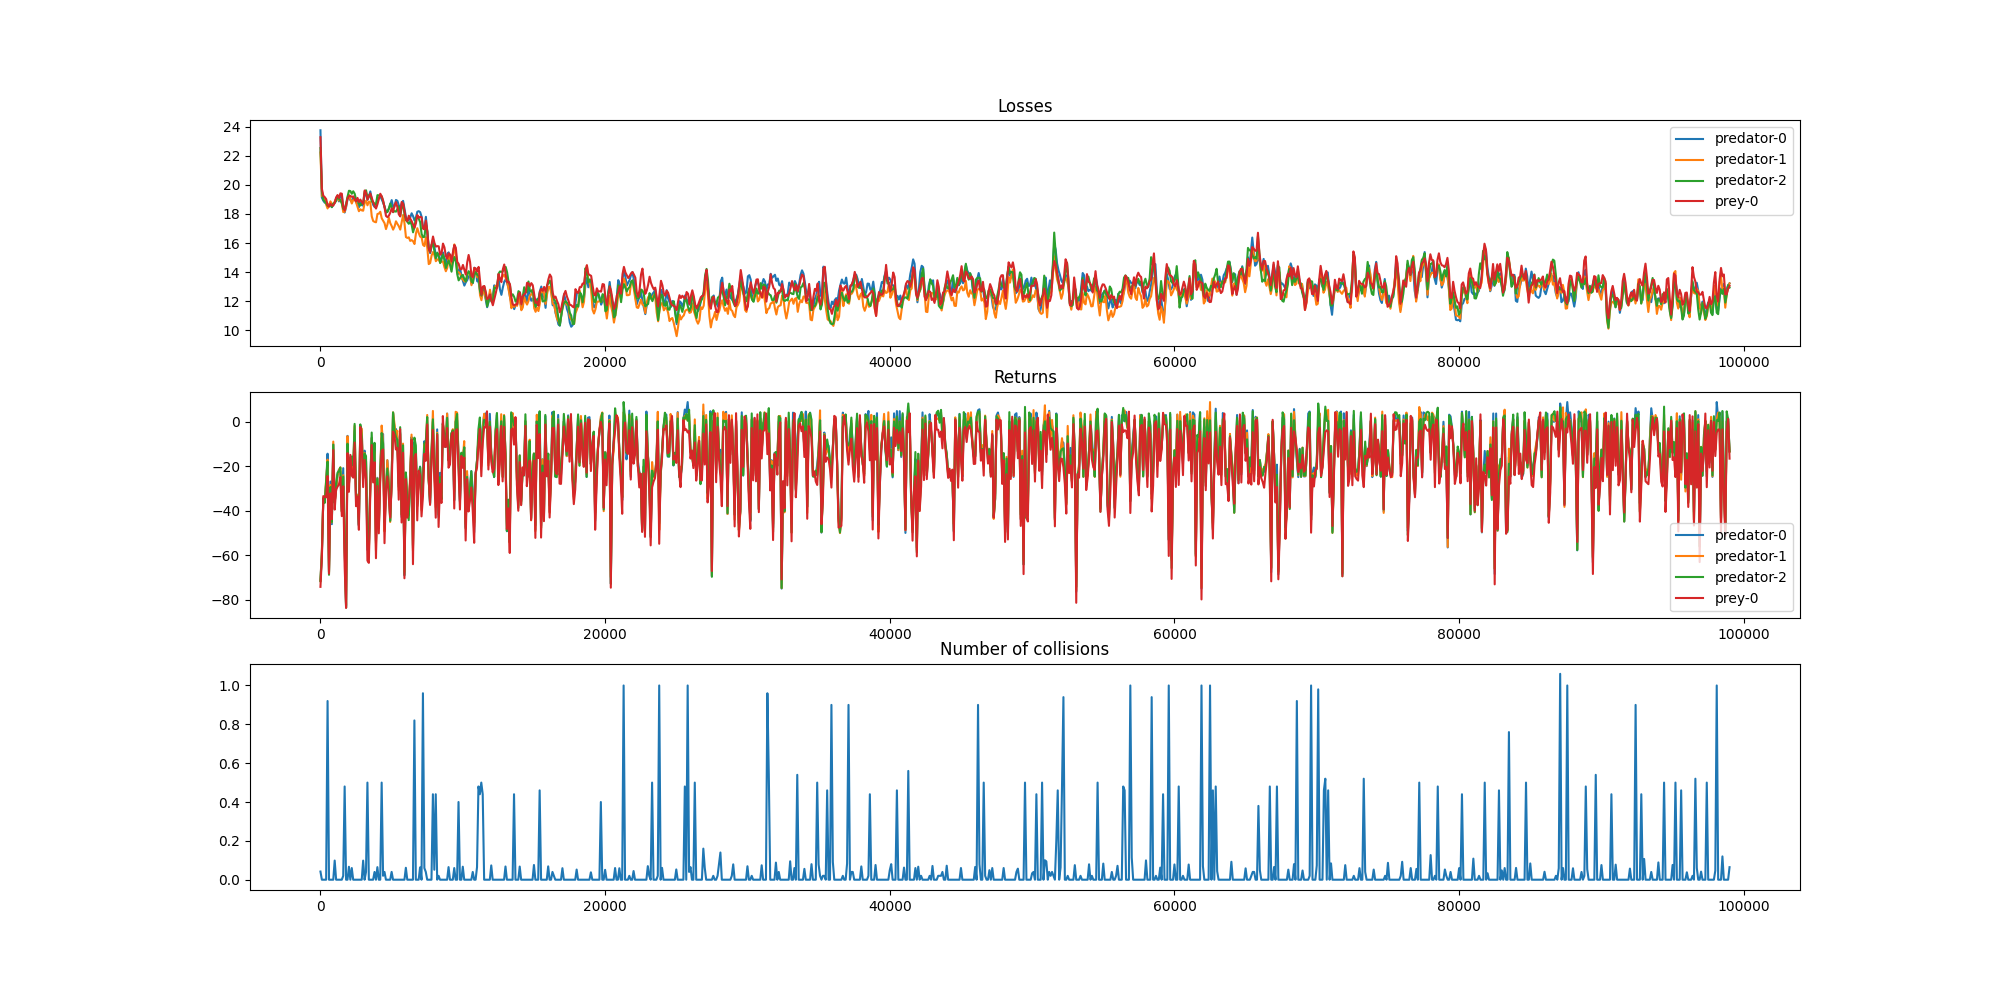 Losses
24
22
20
18
16
14
12
10
predator-0
predator-1
predator-2
prey-0
0 20000 40000 60000 80000 100000
Returns
0
−20
−40
−60
−80
predator-0
predator-1
predator-2
prey-0
0 20000 40000 60000 80000 100000
Number of collisions
1.0
0.8
0.6
0.4
0.2
0.0
0 20000 40000 60000 80000 100000